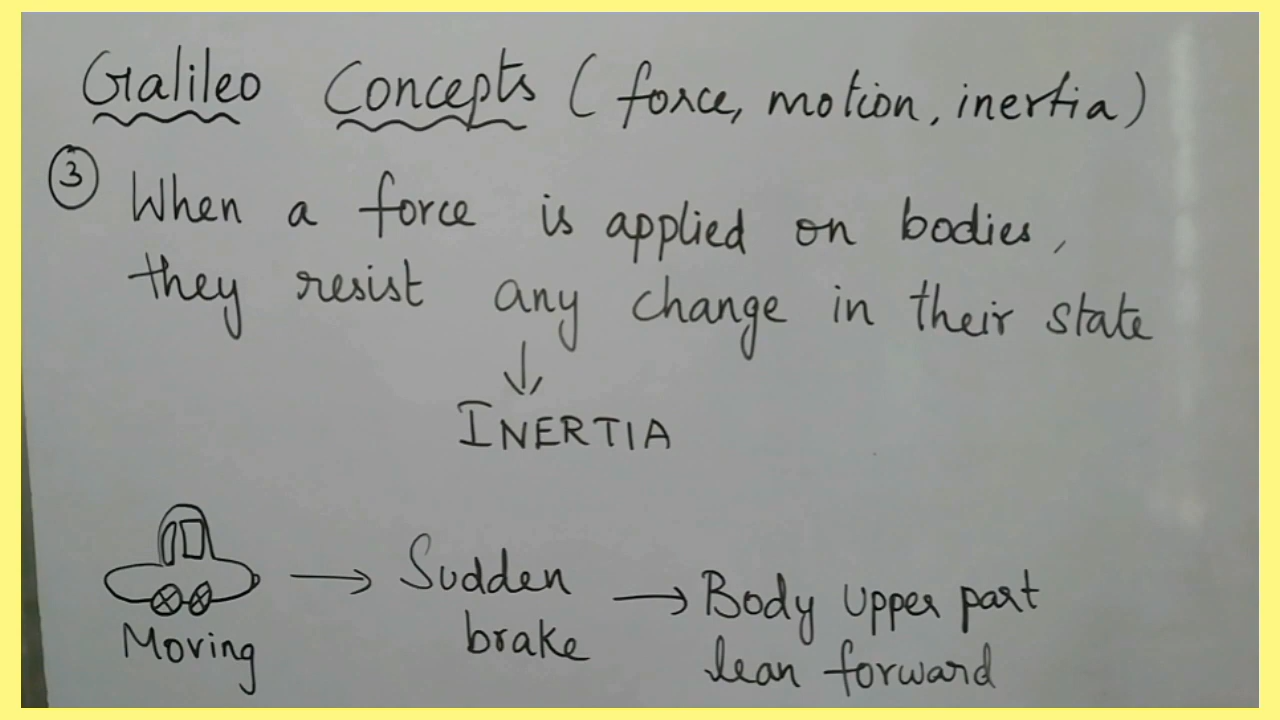 Galileo Concepts (force, motion, inertia)
3 When a force is applied on bodies,
they resist any change in their state
↓
INERTIA
→ Sudden → Body Upper part
Moving brake lean forward